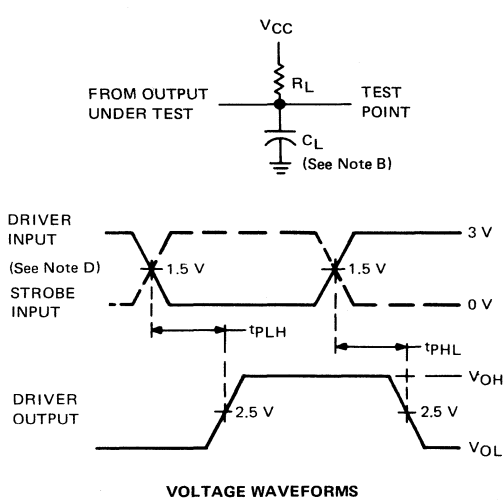 VCC
RL
FROM OUTPUT
UNDER TEST
TEST
POINT
CL
(See Note B)
DRIVER
INPUT
3 V
(See Note D)
1.5 V
1.5 V
STROBE
INPUT
0 V
tPLH
tPHL
VOH
DRIVER
OUTPUT
2.5 V
2.5 V
VOL
VOLTAGE WAVEFORMS